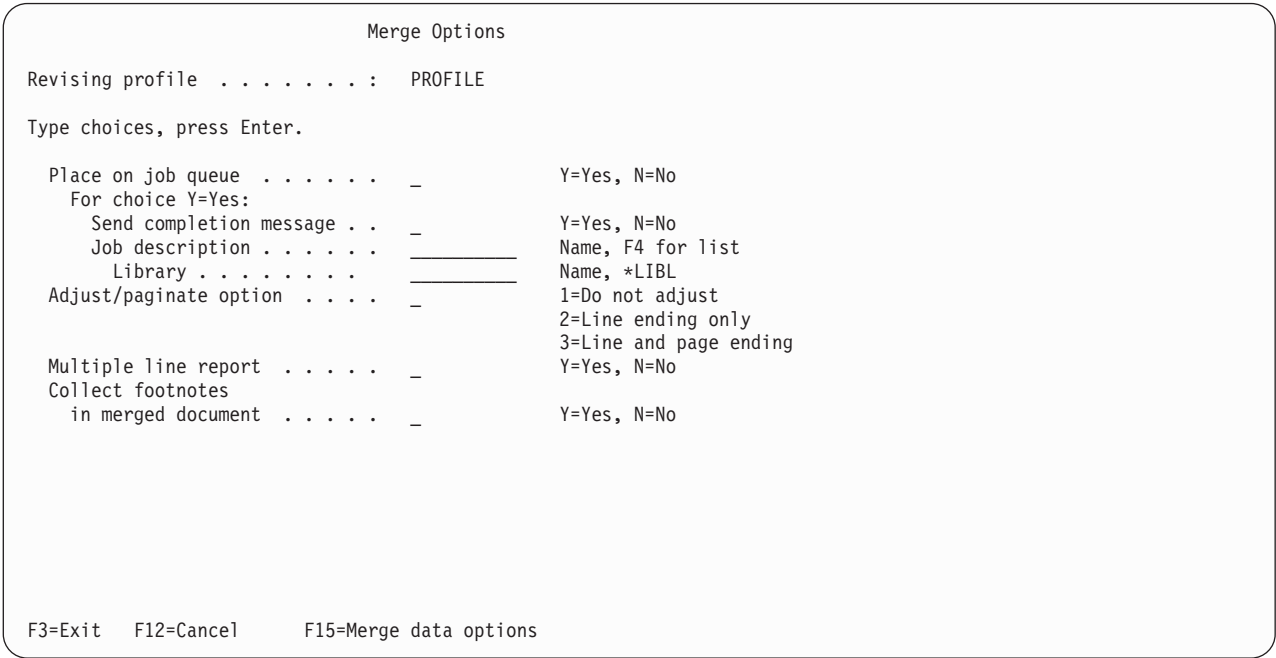 Merge Options
Revising profile . . . . . . . : PROFILE
Type choices, press Enter.
Place on job queue . . . . . . _ Y=Yes, N=No
For choice Y=Yes:
Send completion message . . _ Y=Yes, N=No
Job description . . . . . . __________ Name, F4 for list
Library . . . . . . . . __________ Name, *LIBL
Adjust/paginate option . . . . _ 1=Do not adjust
2=Line ending only
3=Line and page ending
Multiple line report . . . . . _ Y=Yes, N=No
Collect footnotes
in merged document . . . . . _ Y=Yes, N=No
F3=Exit F12=Cancel F15=Merge data options